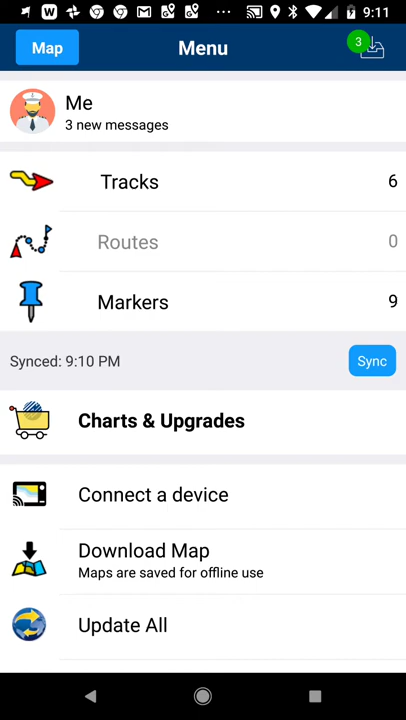 9:11
Map
Menu
3
Me
3 new messages
Tracks
6
Routes
0
Markers
9
Synced: 9:10 PM
Sync
Charts & Upgrades
Connect a device
Download Map
Maps are saved for offline use
Update All